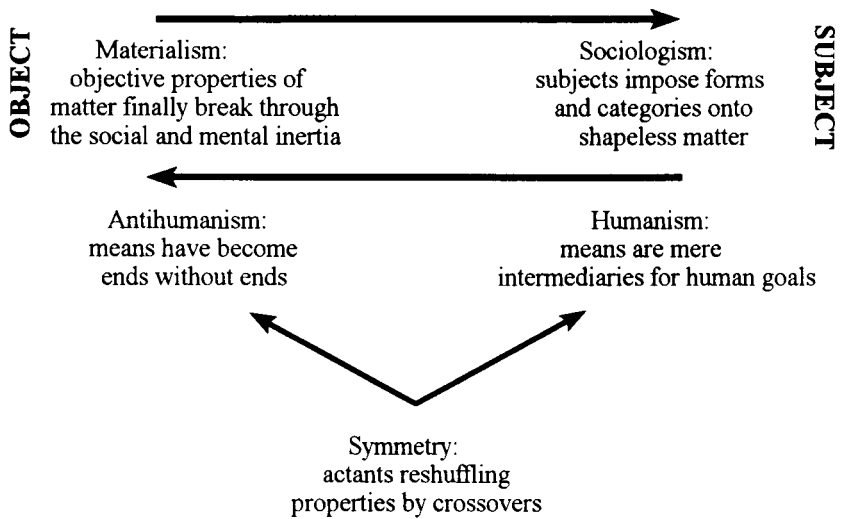 OBJECT
Materialism:
objective properties of
matter finally break through
the social and mental inertia
Sociologism:
subjects impose forms
and categories onto
shapeless matter
SUBJECT
Antihumanism:
means have become
ends without ends
Humanism:
means are mere
intermediaries for human goals
Symmetry:
actants reshuffling
properties by crossovers